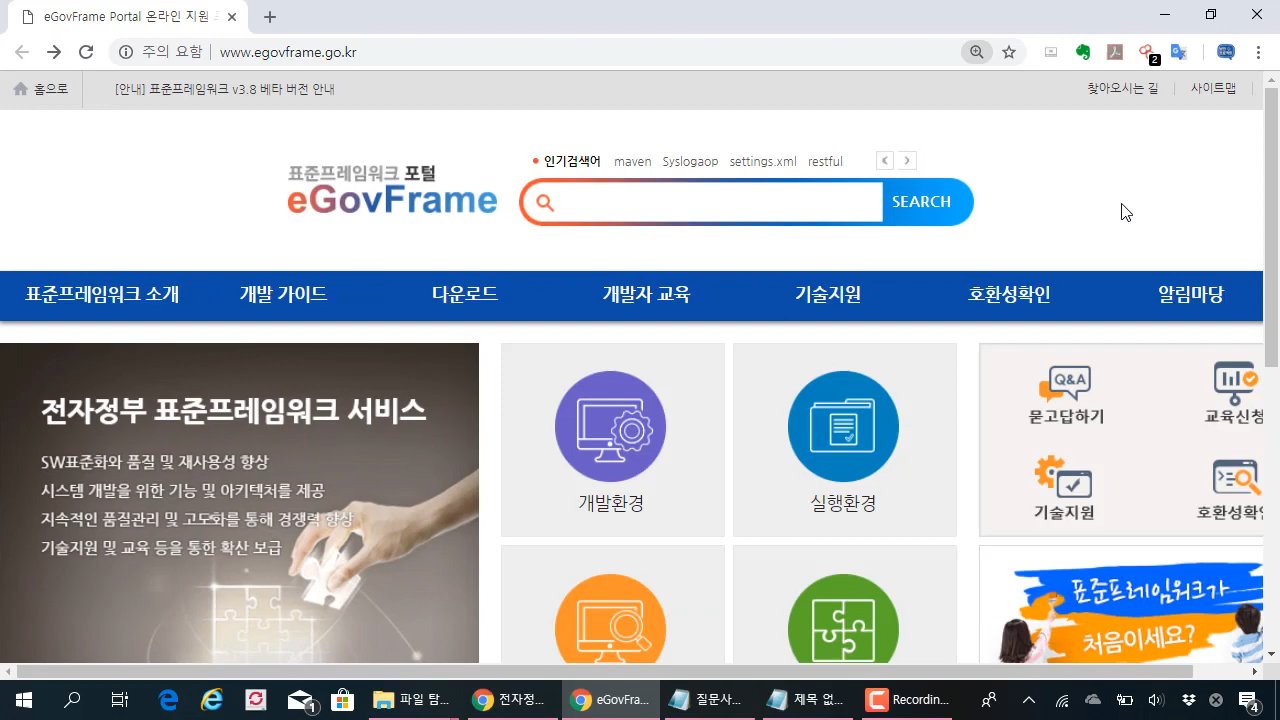 eGovFrame Portal 온라인 지원
주의 요함
www.egovframe.go.kr
2
홈으로
[안내] 표준프레임워크 v3.8 베타 버전 안내
찾아오시는 길
사이트맵
표준프레임워크 포털
eGovFrame
인기검색어 maven Syslogaop settings.xml restful
SEARCH
표준프레임워크 소개
개발 가이드
다운로드
개발자 교육
기술지원
호환성확인
알림마당
전자정부 표준프레임워크 서비스
SW표준화와 품질 및 재사용성 향상
시스템 개발을 위한 기능 및 아키텍처를 제공
지속적인 품질관리 및 고도화를 통해 경쟁력 향상
기술지원 및 교육 등을 통한 확산 보급
개발환경
실행환경
Q&A
묻고답하기
교육신청
기술지원
호환성확인
표준프레임워크가
처음이세요?
1
파일 탐...
전자정...
eGovFra...
질문사...
제목 없...
Recordin...
4